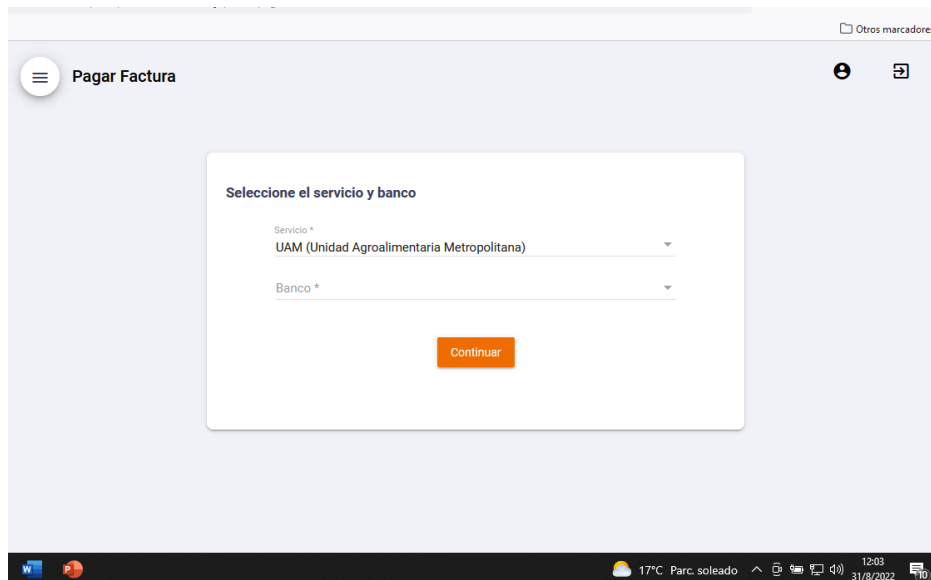 Otros marcadores
Pagar Factura
Seleccione el servicio y banco
Servicio *
UAM (Unidad Agroalimentaria Metropolitana)
Banco *
Continuar
17°C Parc. soleado
12:03
31/8/2022
10